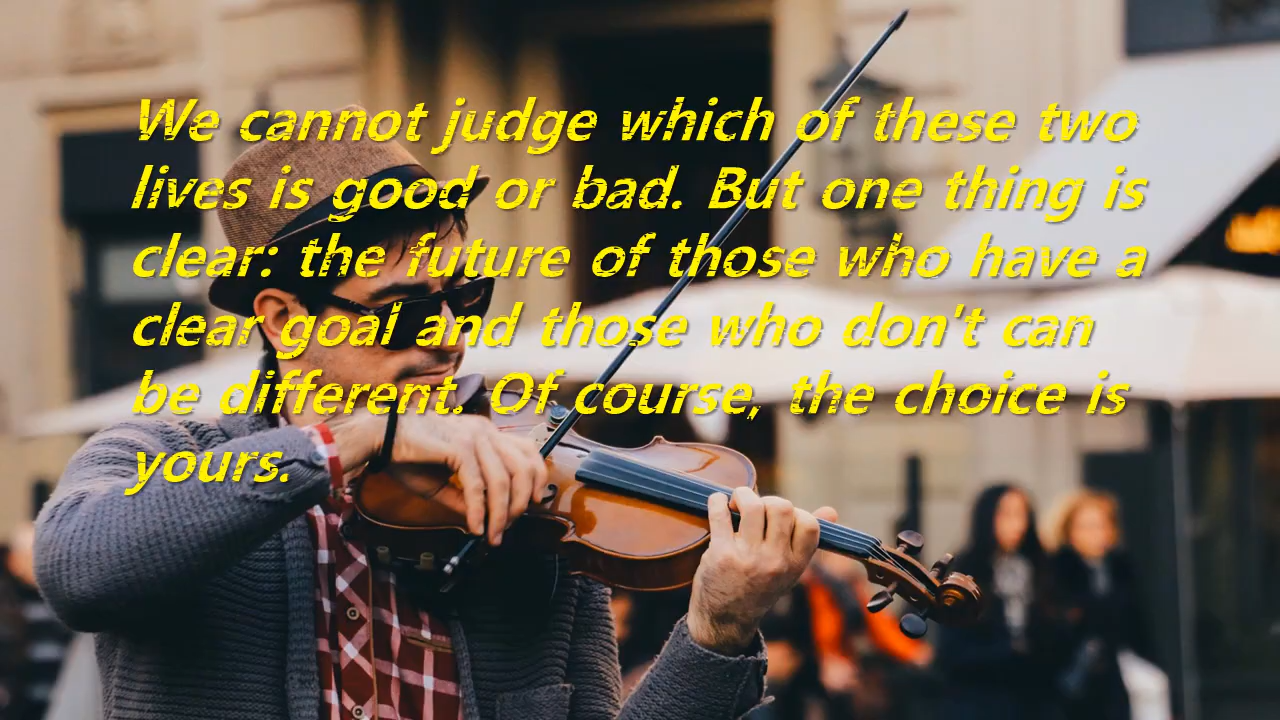 We cannot judge which of these two
lives is good or bad. But one thing is
clear: the future of those who have a
clear goal and those who don't can
be different. Of course, the choice is
yours.